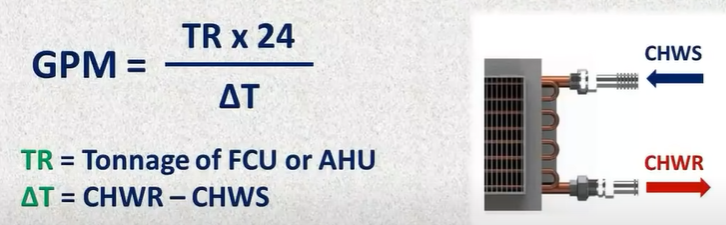 GPM = TR x 24 / ΔT
TR = Tonnage of FCU or AHU
ΔT = CHWR – CHWS
CHWS
CHWR